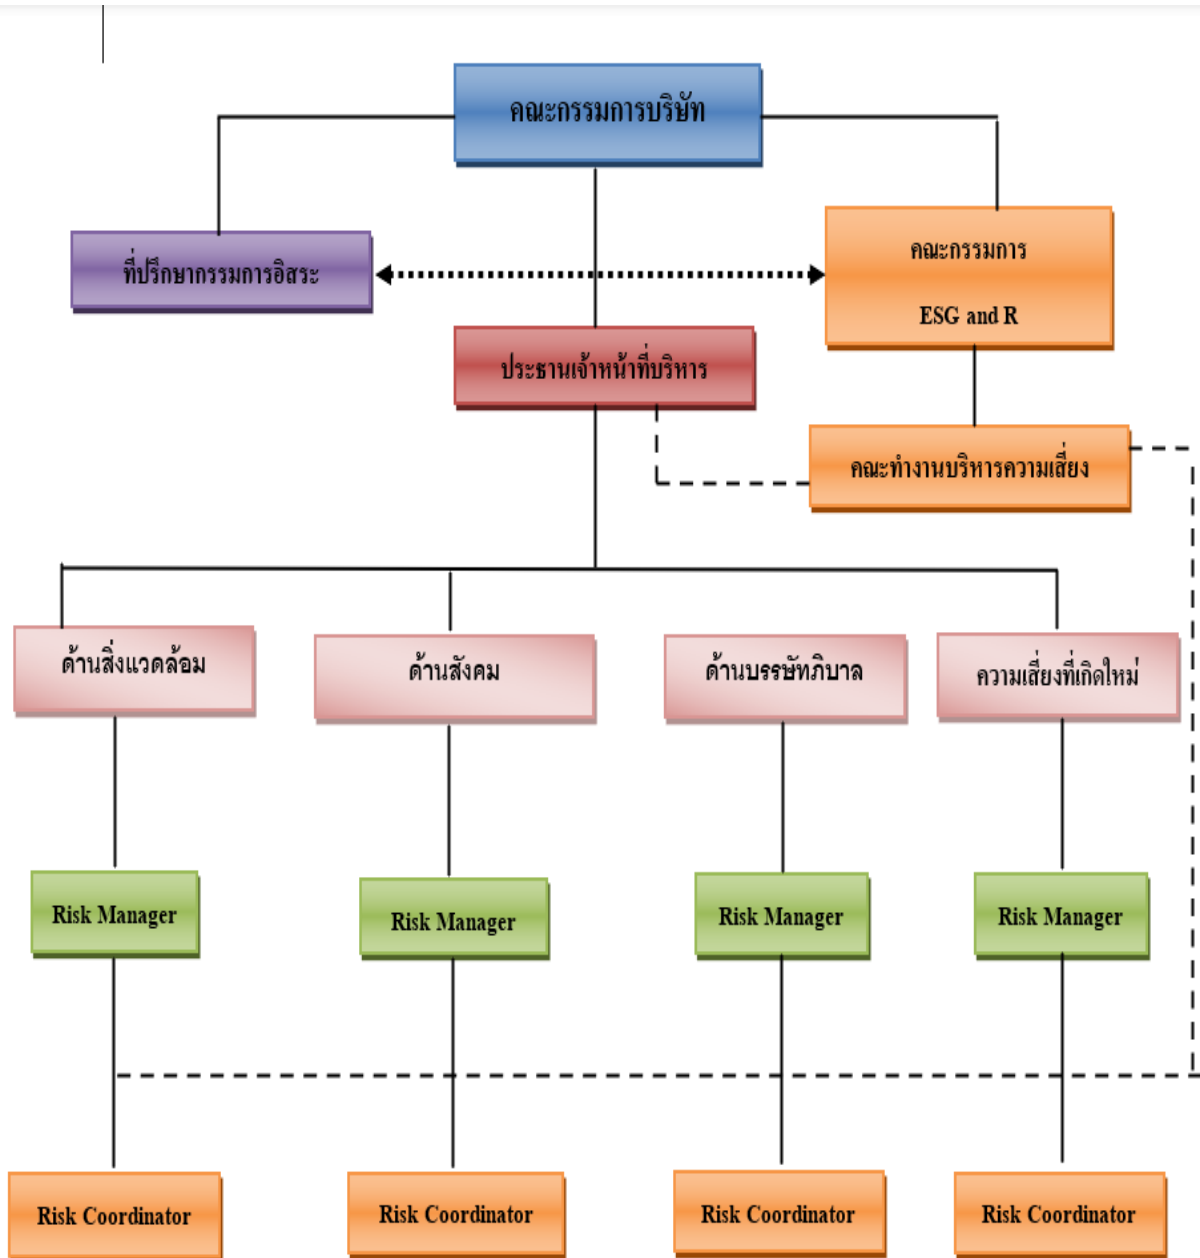 คณะกรรมการบริษัท
ที่ปรึกษากรรมการอิสระ
คณะกรรมการ
ESG and R
ประธานเจ้าหน้าที่บริหาร
คณะทำงานบริหารความเสี่ยง
ด้านสิ่งแวดล้อม
ด้านสังคม
ด้านบรรษัทภิบาล
ความเสี่ยงที่เกิดใหม่
Risk Manager
Risk Manager
Risk Manager
Risk Manager
Risk Coordinator
Risk Coordinator
Risk Coordinator
Risk Coordinator